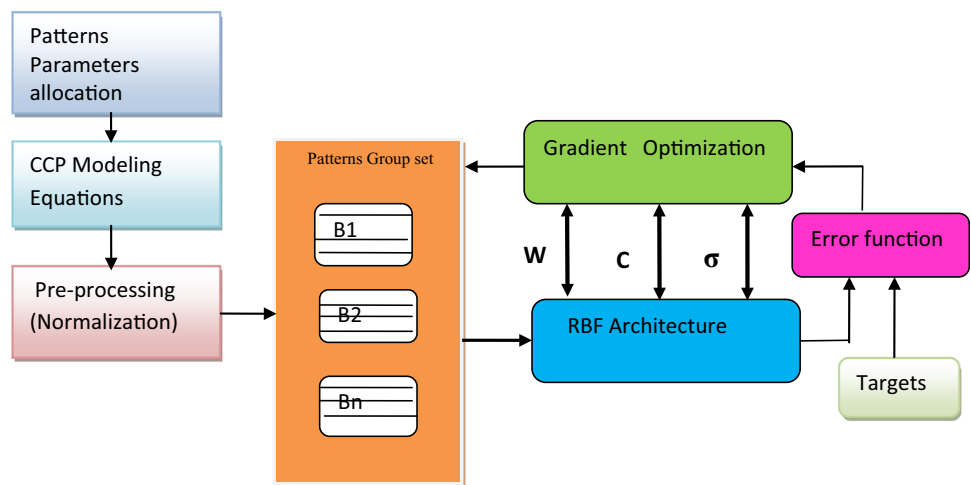 Patterns
Parameters
allocation
CCP Modeling
Equations
Pre-processing
(Normalization)
Patterns Group set
B1
B2
Bn
Gradient Optimization
W
C
σ
RBF Architecture
Error function
Targets